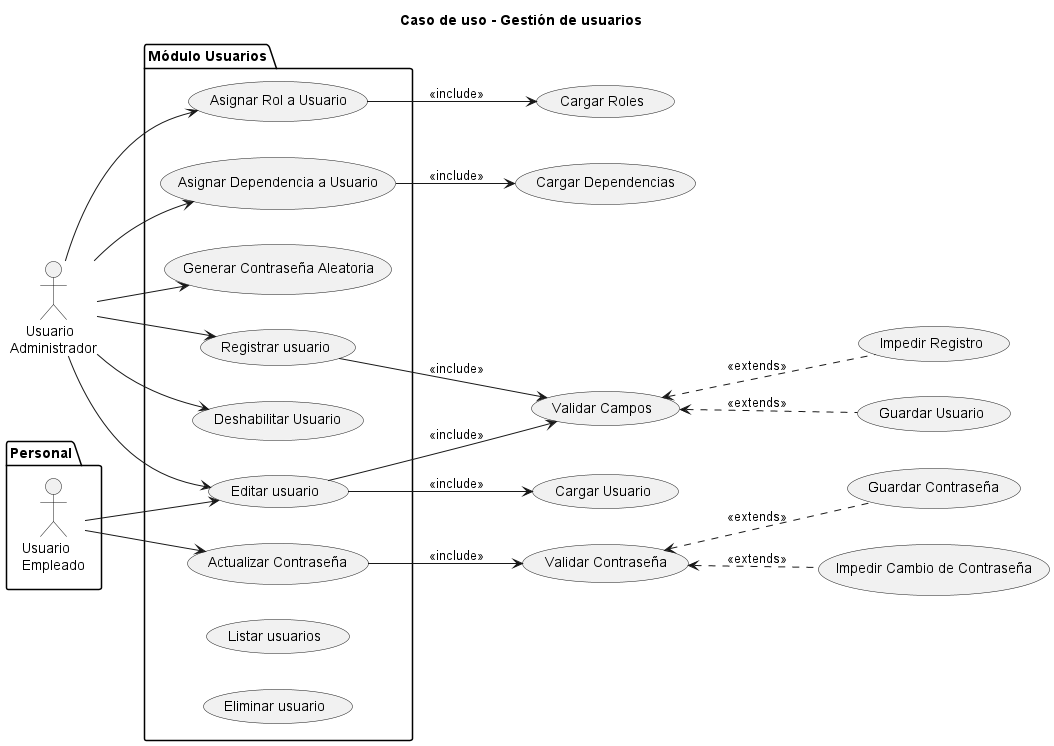 Caso de uso - Gestión de usuarios
Módulo Usuarios
Asignar Rol a Usuario
«include»
Cargar Roles
Asignar Dependencia a Usuario
«include»
Cargar Dependencias
Generar Contraseña Aleatoria
Usuario
Administrador
Registrar usuario
«include»
Impedir Registro
«extends»
Validar Campos
«extends»
Guardar Usuario
Deshabilitar Usuario
«include»
Personal
Editar usuario
«include»
Cargar Usuario
Guardar Contraseña
«extends»
Usuario
Empleado
Actualizar Contraseña
«include»
Validar Contraseña
«extends»
Impedir Cambio de Contraseña
Listar usuarios
Eliminar usuario